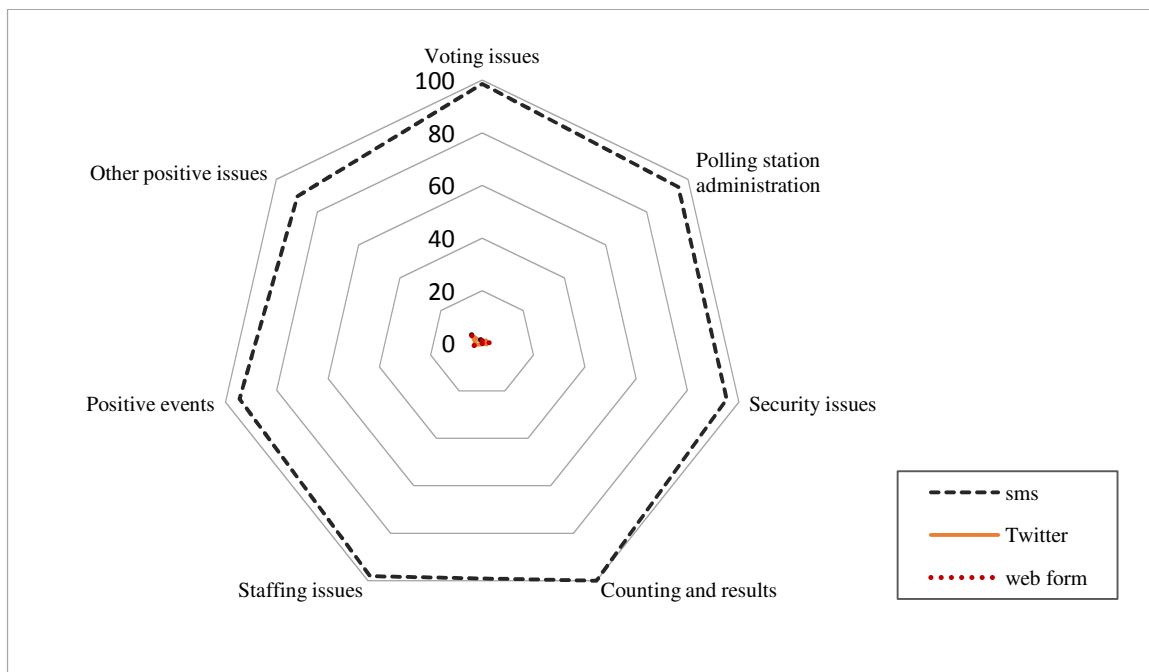 Voting issues
100
80
60
40
20
0
Polling station
administration
Security issues
Counting and results
Staffing issues
Positive events
Other positive issues
sms
Twitter
web form